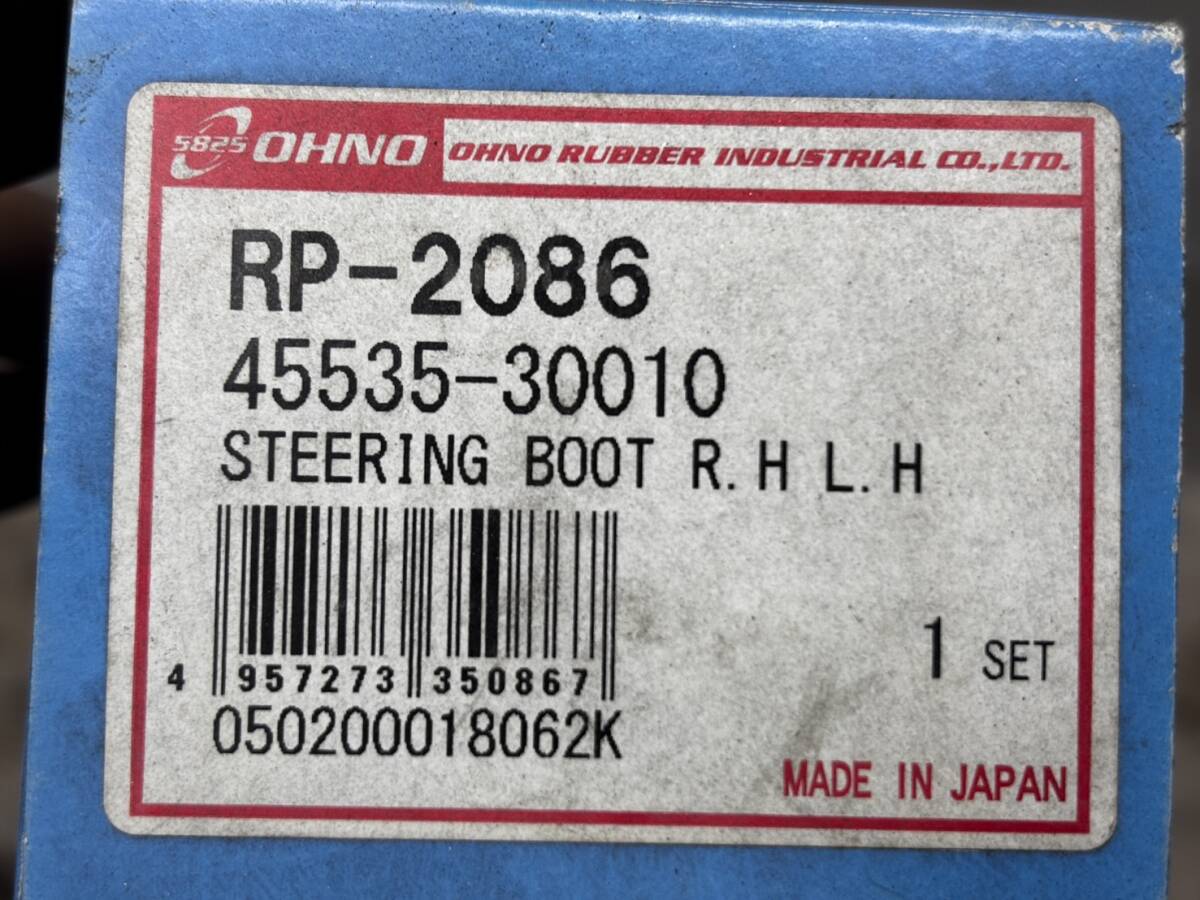 5825 OHNO OHNO RUBBER INDUSTRIAL CO.,LTD.
RP-2086
45535-30010
STEERING BOOT R.H L.H
4 957273 350867
1 SET
050200018062K
MADE IN JAPAN